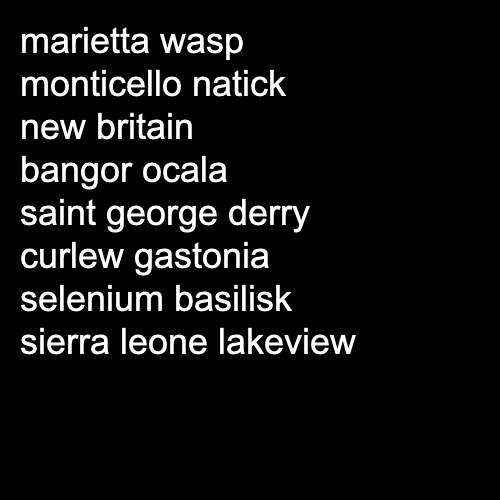 marietta wasp
monticello natick
new britain
bangor ocala
saint george derry
curlew gastonia
selenium basilisk
sierra leone lakeview